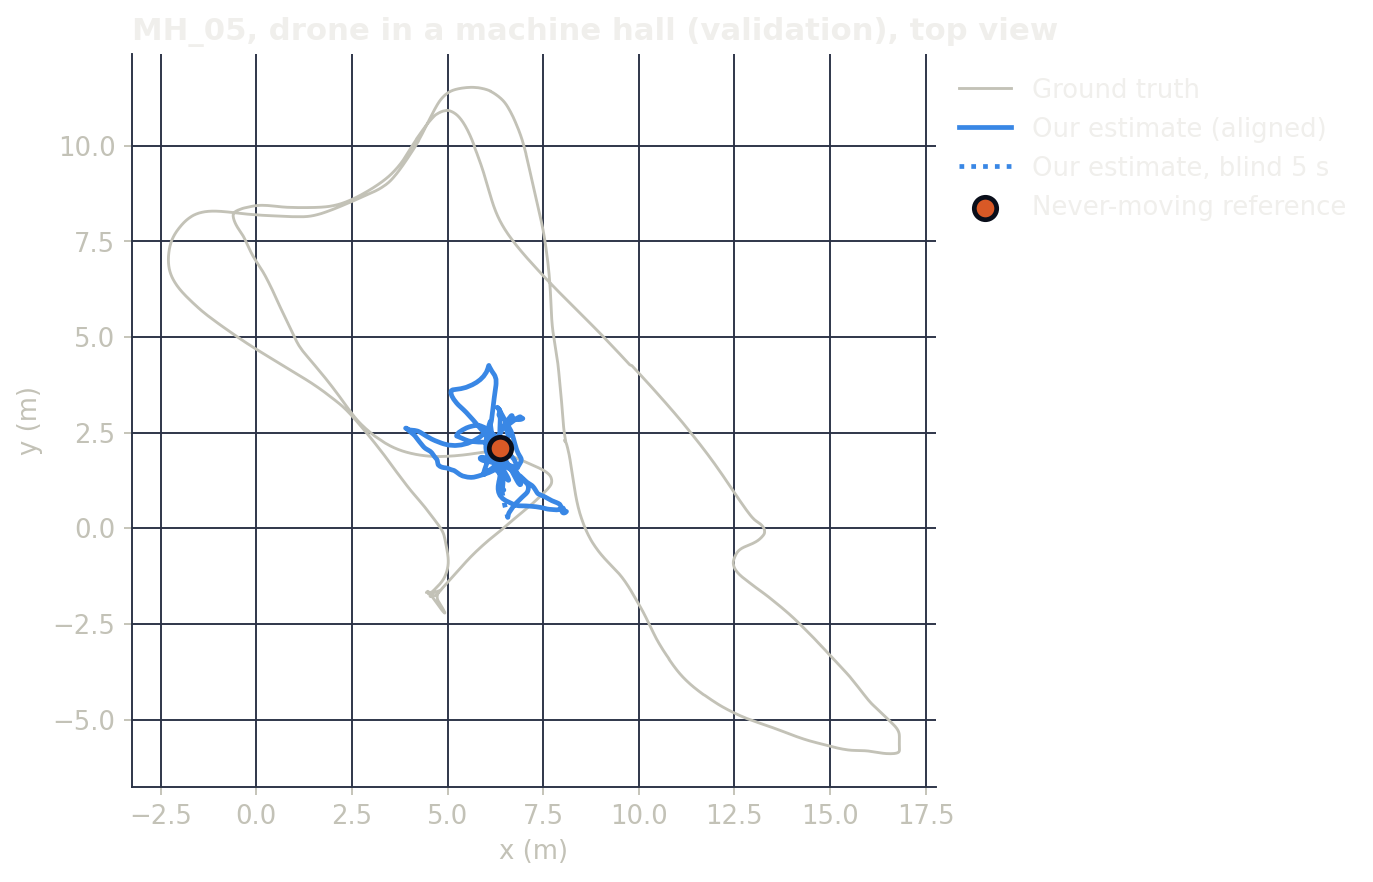 MH_05, drone in a machine hall (validation), top view
Ground truth
Our estimate (aligned)
Our estimate, blind 5 s
Never-moving reference
10.0
7.5
5.0
2.5
0.0
−2.5
−5.0
y (m)
−2.5 0.0 2.5 5.0 7.5 10.0 12.5 15.0 17.5
x (m)